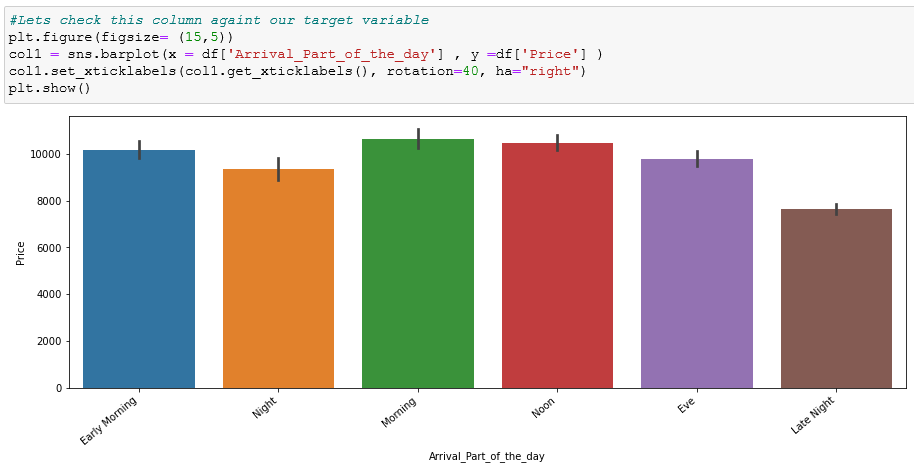 #Lets check this column againt our target variable
plt.figure(figsize= (15,5))
col1 = sns.barplot(x = df['Arrival_Part_of_the_day'] , y =df['Price'] )
col1.set_xticklabels(col1.get_xticklabels(), rotation=40, ha="right")
plt.show()
10000
8000
6000
4000
2000
0
Price
Early Morning
Night
Morning
Noon
Eve
Late Night
Arrival_Part_of_the_day